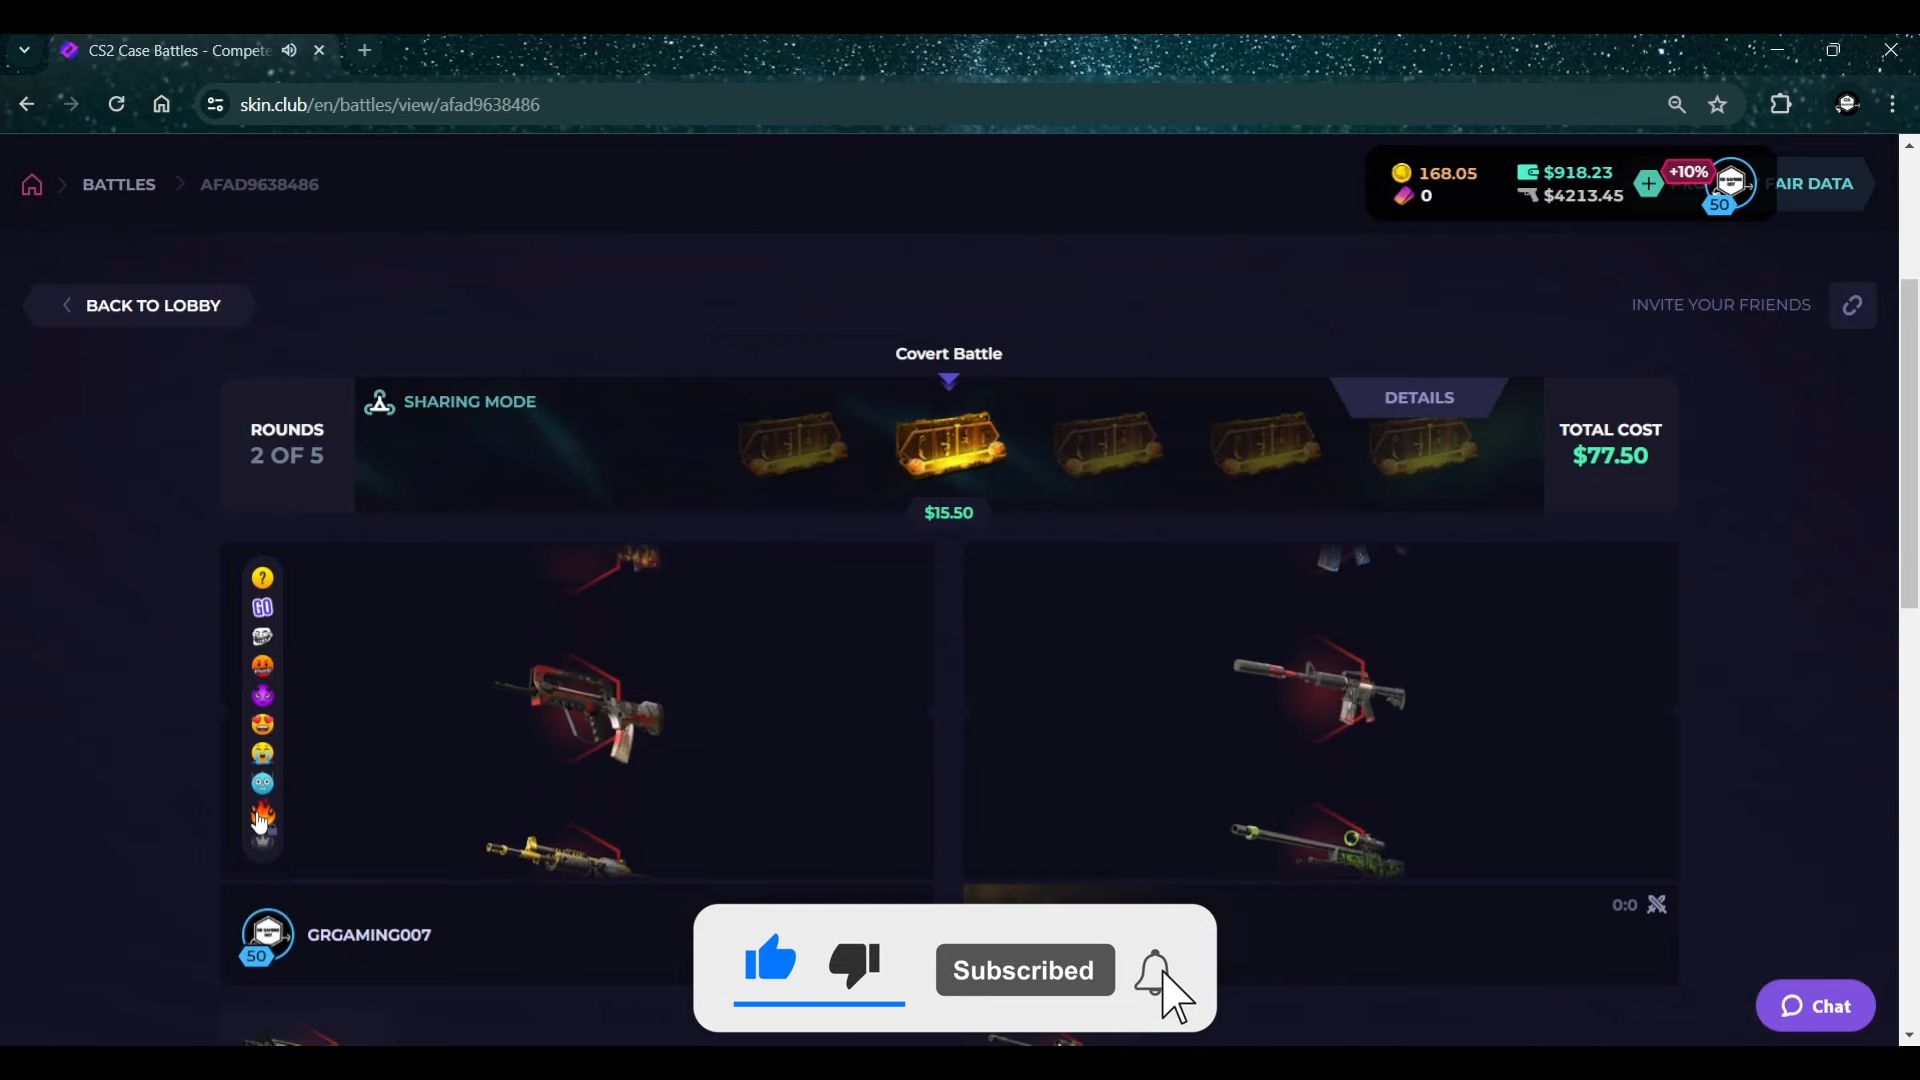 CS2 Case Battles - Compete
skin.club/en/battles/view/afad9638486
BATTLES
AFAD9638486
168.05
0
$918.23
$4213.45
+10%
50
FAIR DATA
BACK TO LOBBY
INVITE YOUR FRIENDS
Covert Battle
ROUNDS
2 OF 5
SHARING MODE
DETAILS
TOTAL COST
$77.50
$15.50
GO
0:0
GRGAMING007
50
Subscribed
Chat